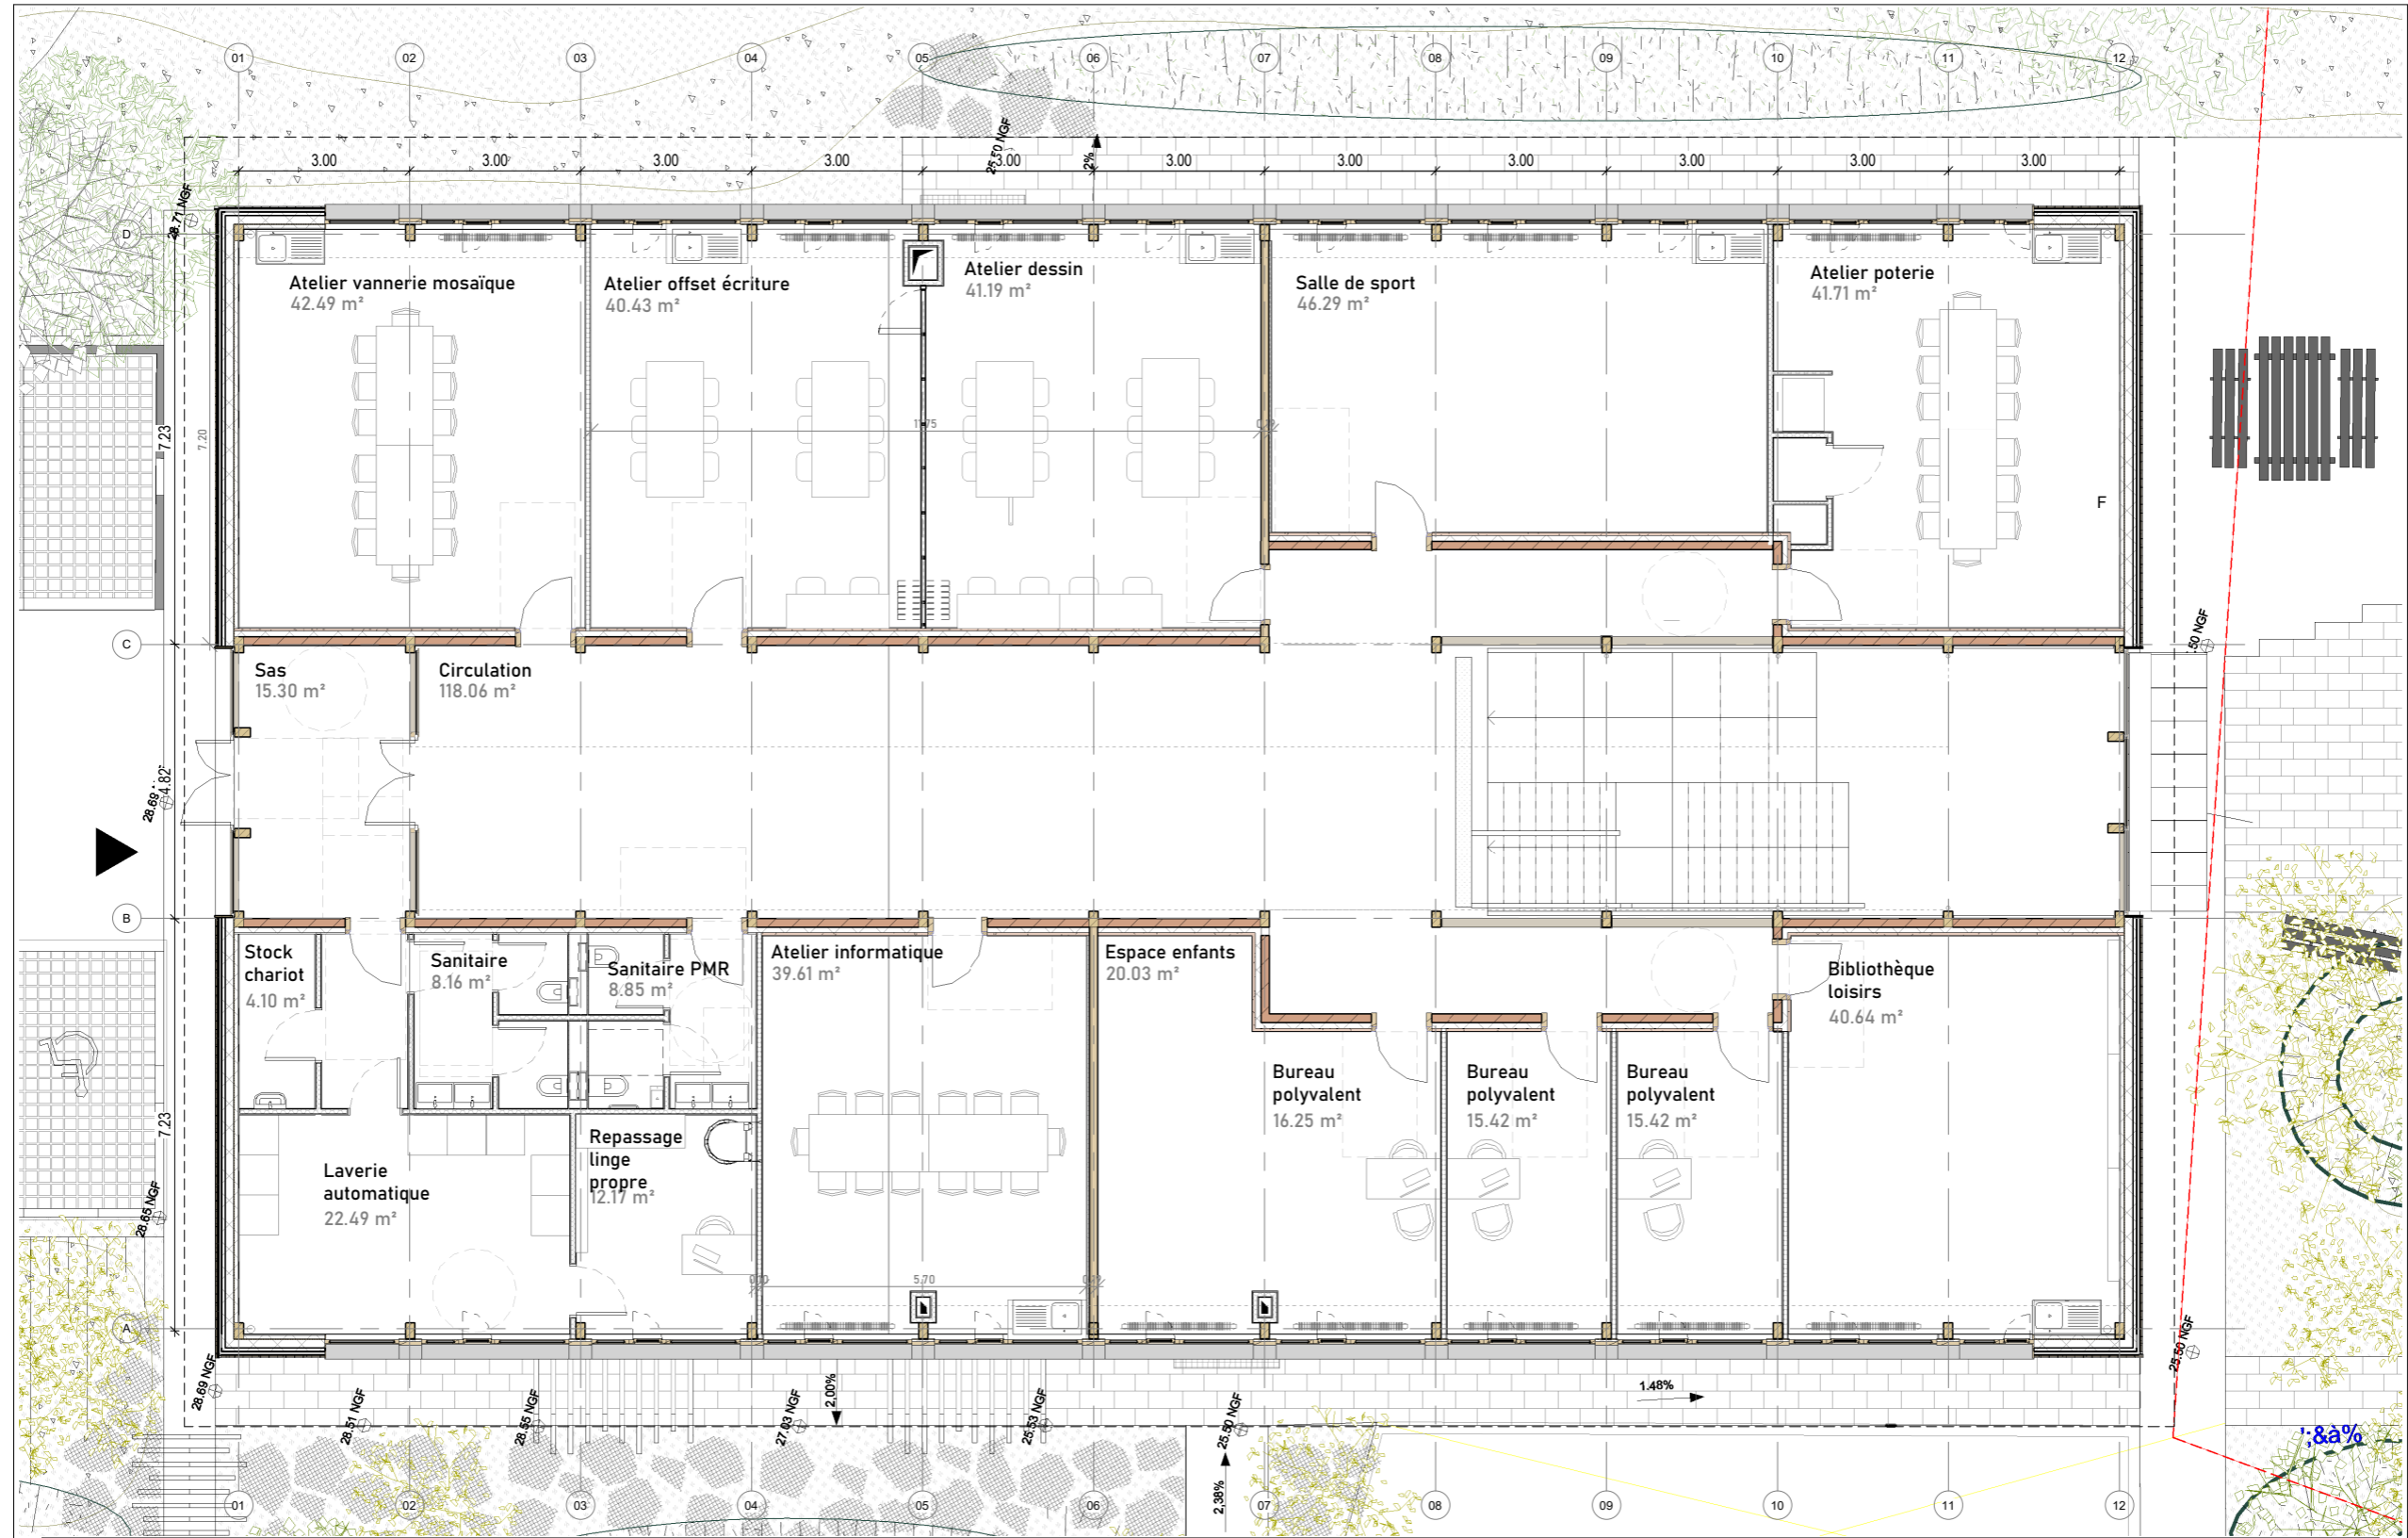 01 02 03 04 05 06 07 08 09 10 11 12
25.50 NGF
2%
3.00 3.00 3.00 3.00 3.00 3.00 3.00 3.00 3.00 3.00 3.00
28.71 NGF
D
Atelier vannerie mosaïque
42.49 m²
Atelier offset écriture
40.43 m²
Atelier dessin
41.19 m²
Salle de sport
46.29 m²
Atelier poterie
41.71 m²
7.23
7.20
11.75
F
C
.50 NGF
Sas
15.30 m²
Circulation
118.06 m²
28.69
4.82
B
Stock
chariot
4.10 m²
Sanitaire
8.16 m²
Sanitaire PMR
8.85 m²
Atelier informatique
39.61 m²
Espace enfants
20.03 m²
Bibliothèque
loisirs
40.64 m²
Bureau
polyvalent
16.25 m²
Bureau
polyvalent
15.42 m²
Bureau
polyvalent
15.42 m²
7.23
Repassage
linge
propre
12.17 m²
Laverie
automatique
22.49 m²
28.65 NGF
5.70
A
25.50 NGF
28.69 NGF
28.51 NGF
28.55 NGF
27.03 NGF
2,00%
25.53 NGF
25.50 NGF
1.48%
2,38%
';&à%
01 02 03 04 05 06 07 08 09 10 11 12